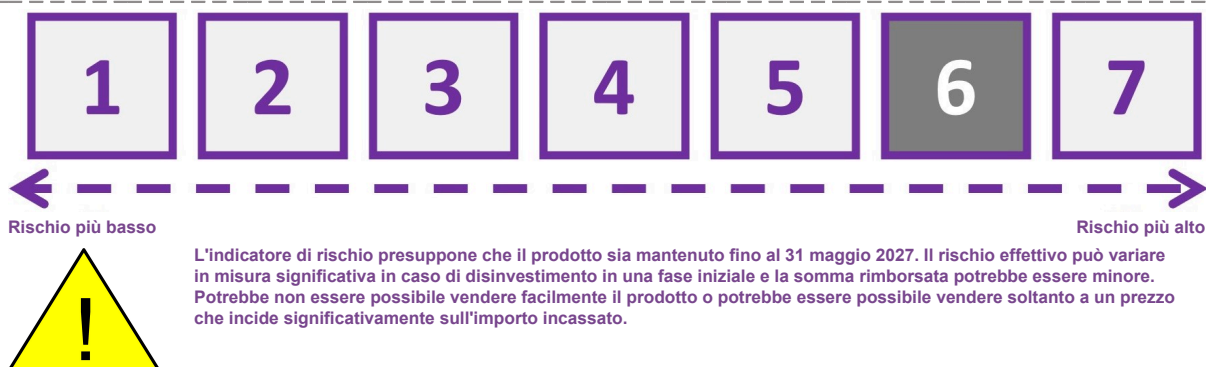 1 2 3 4 5 6 7
Rischio più basso Rischio più alto
L'indicatore di rischio presuppone che il prodotto sia mantenuto fino al 31 maggio 2027. Il rischio effettivo può variare
in misura significativa in caso di disinvestimento in una fase iniziale e la somma rimborsata potrebbe essere minore.
Potrebbe non essere possibile vendere facilmente il prodotto o potrebbe essere possibile vendere soltanto a un prezzo
che incide significativamente sull'importo incassato.
!